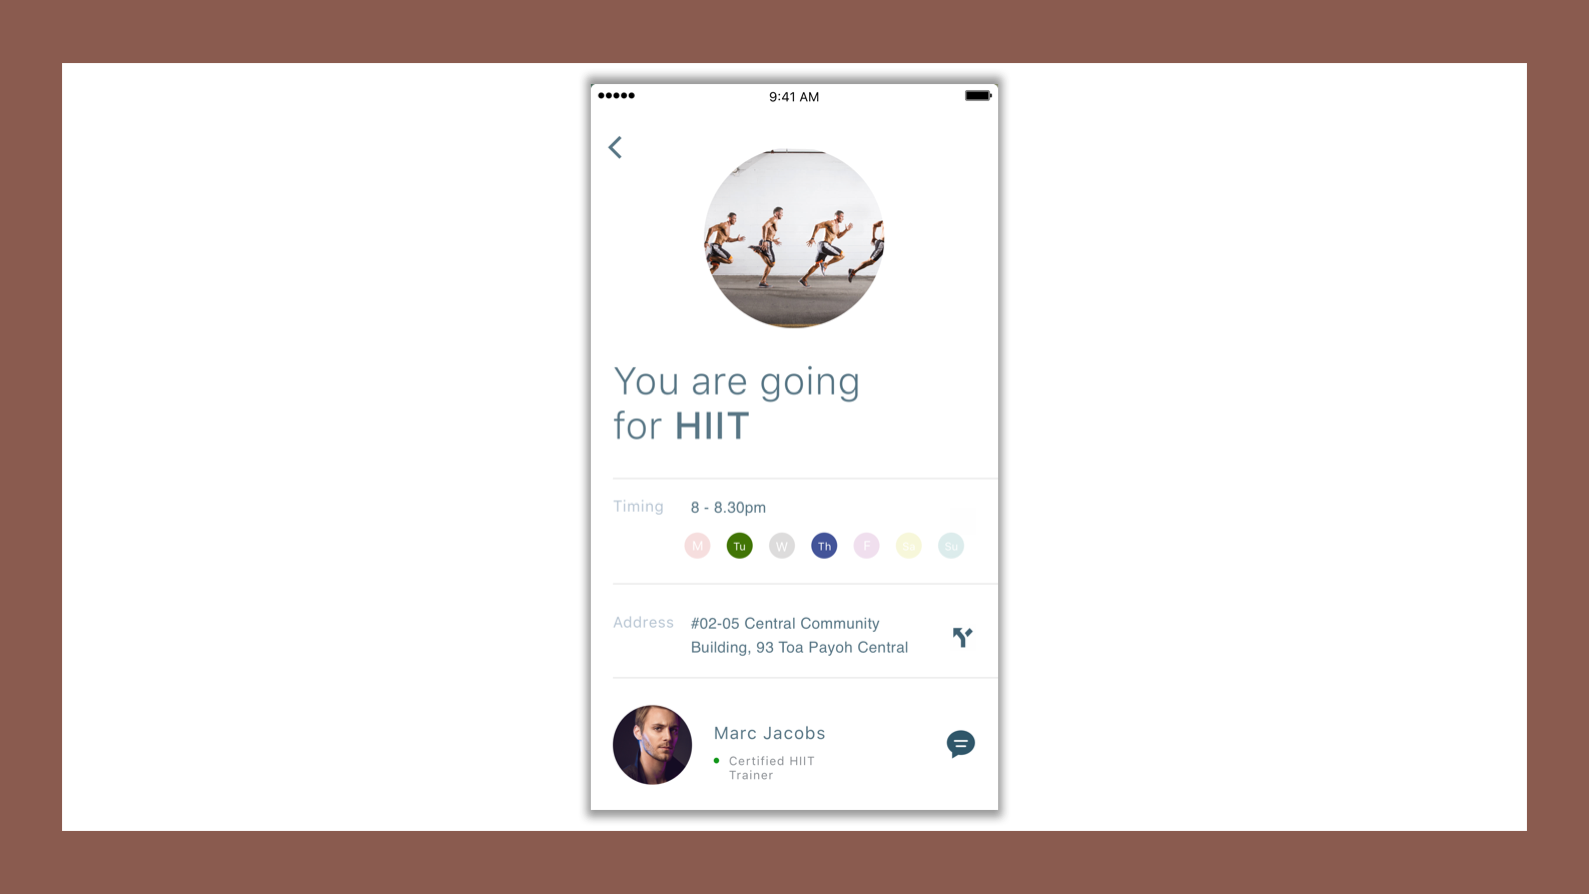 9:41 AM
You are going
for HIIT
Timing
8 - 8.30pm
M Tu W Th F Sa Su
Address
#02-05 Central Community
Building, 93 Toa Payoh Central
Marc Jacobs
Certified HIIT
Trainer